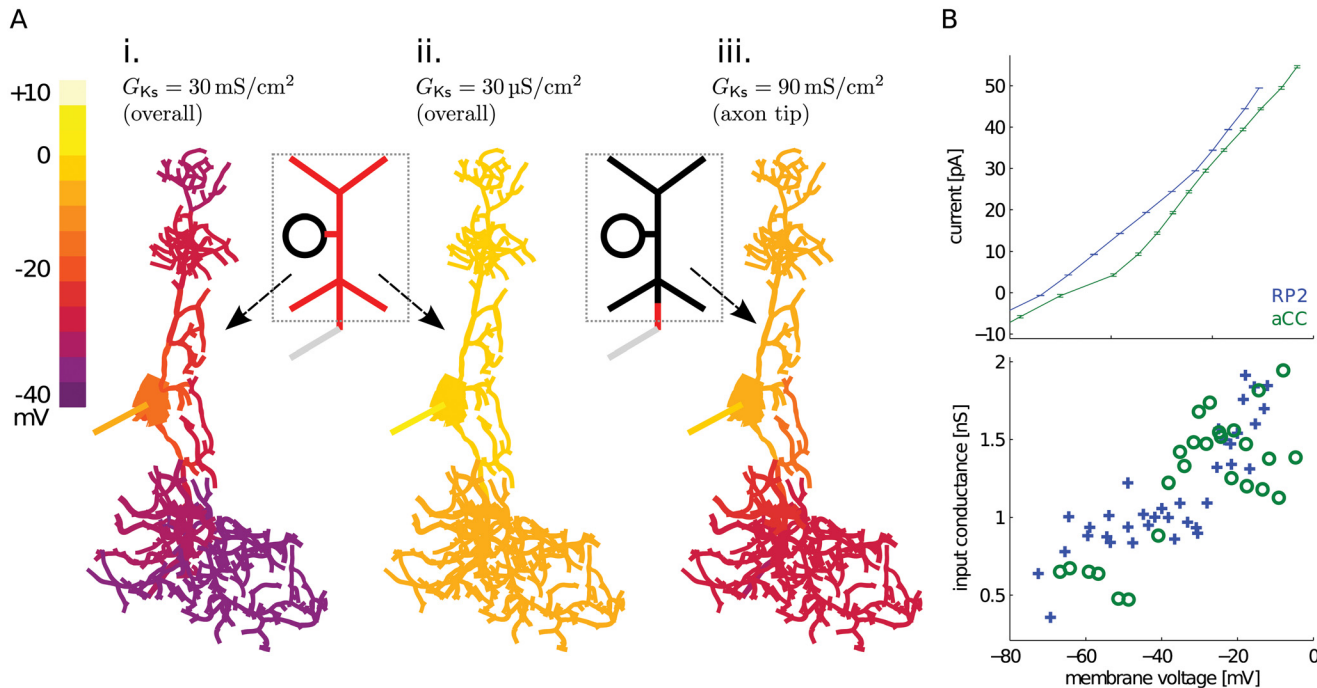 A
i.
G_Ks = 30 mS/cm²
(overall)
ii.
G_Ks = 30 µS/cm²
(overall)
iii.
G_Ks = 90 mS/cm²
(axon tip)
+10
0
-20
-40
mV
B
current [pA]
50
40
30
20
10
0
−10
RP2
aCC
input conductance [nS]
2
1.5
1
0.5
−80
−60
−40
−20
0
membrane voltage [mV]